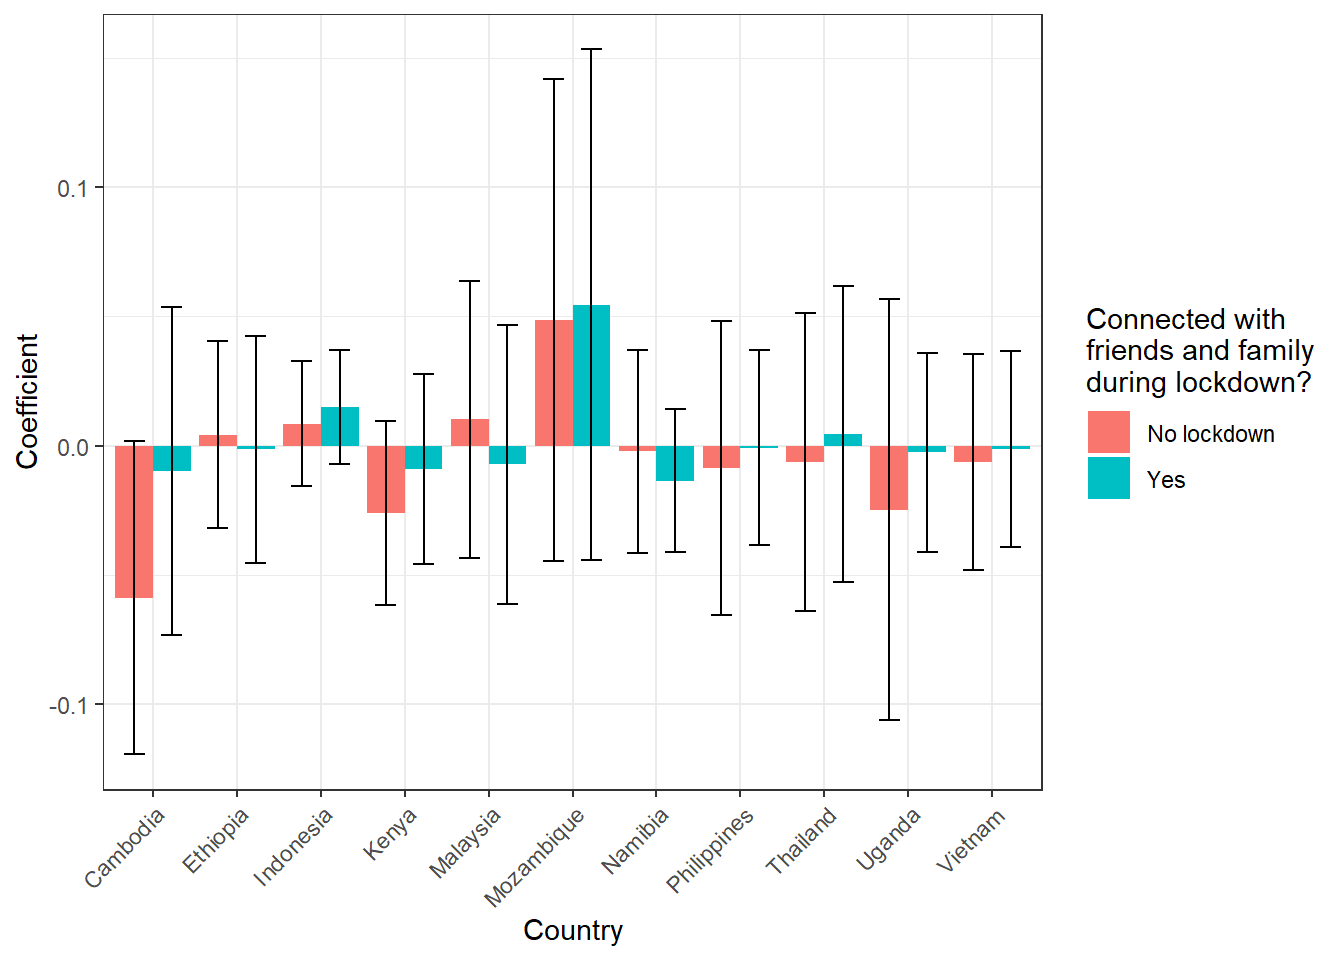 0.1
0.0
-0.1
Coefficient
Cambodia
Ethiopia
Indonesia
Kenya
Malaysia
Mozambique
Namibia
Philippines
Thailand
Uganda
Vietnam
Country
Connected with
friends and family
during lockdown?
No lockdown
Yes